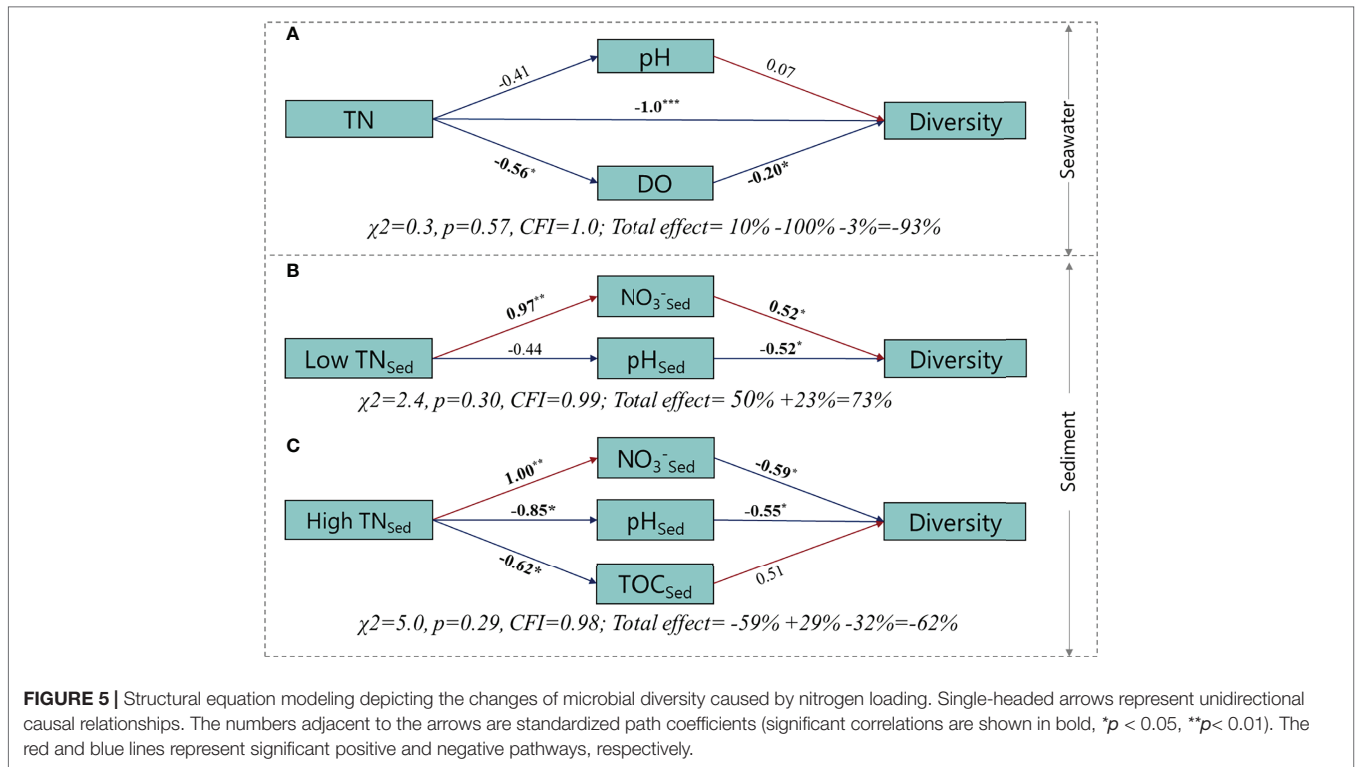 A
pH
-0.41
0.07
TN
-1.0***
Diversity
-0.56*
-0.20*
DO
χ2=0.3, p=0.57, CFI=1.0; Total effect= 10% -100% -3%=-93%
Seawater
B
NO3-Sed
0.97**
0.52*
Low TNSed
-0.44
pHSed
-0.52*
Diversity
χ2=2.4, p=0.30, CFI=0.99; Total effect= 50% +23%=73%
C
NO3-Sed
1.00**
-0.59*
High TNSed
-0.85*
pHSed
-0.55*
Diversity
-0.62*
0.51
TOCSed
χ2=5.0, p=0.29, CFI=0.98; Total effect= -59% +29% -32%=-62%
Sediment
FIGURE 5 | Structural equation modeling depicting the changes of microbial diversity caused by nitrogen loading. Single-headed arrows represent unidirectional
causal relationships. The numbers adjacent to the arrows are standardized path coefficients (significant correlations are shown in bold, *p < 0.05, **p< 0.01). The
red and blue lines represent significant positive and negative pathways, respectively.